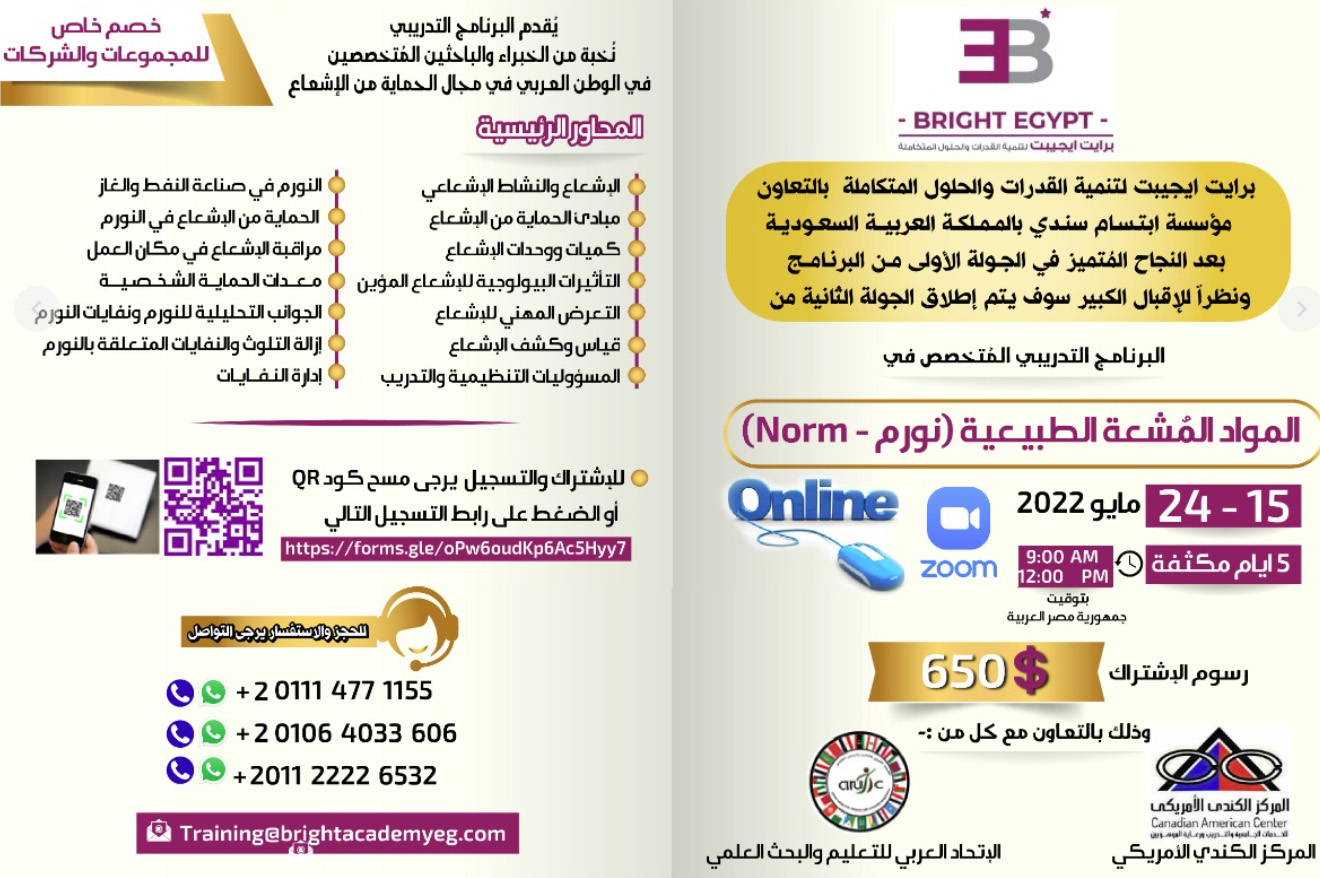 BRIGHT EGYPT
برايت ايجيبت لتنمية القدرات والحلول المتكاملة
برايت ايجيبت لتنمية القدرات والحلول المتكاملة بالتعاون
مؤسسة ابتسام سندي بالمملكة العربية السعودية
بعد النجاح المُتميز في الجولة الأولى من البرنامج
ونظراً للإقبال الكبير سوف يتم إطلاق الجولة الثانية من
البرنامج التدريبي المُتخصص في
المواد المُشعة الطبيعية (نورم - Norm)
15 - 24 مايو 2022
Online
zoom
5 ايام مكثفة
9:00 AM
12:00 PM
بتوقيت
جمهورية مصر العربية
رسوم الإشتراك
650$
وذلك بالتعاون مع كل من :-
المركز الكندي الأمريكي
Canadian American Center
المركز الكندي الأمريكي
الإتحاد العربي للتعليم والبحث العلمي
خصم خاص
للمجموعات والشركات
يُقدم البرنامج التدريبي
نُخبة من الخبراء والباحثين المُتخصصين
في الوطن العربي في مجال الحماية من الإشعاع
المحاور الرئيسية
الإشعاع والنشاط الإشعاعي
مبادئ الحماية من الإشعاع
كميات ووحدات الإشعاع
التأثيرات البيولوجية للإشعاع المؤين
التعرض المهني للإشعاع
قياس وكشف الإشعاع
المسؤوليات التنظيمية والتدريب
النورم في صناعة النفط والغاز
الحماية من الإشعاع في النورم
مراقبة الإشعاع في مكان العمل
معدات الحماية الشخصية
الجوانب التحليلية للنورم ونفايات النورم
إزالة التلوث والنفايات المتعلقة بالنورم
إدارة النفايات
للإشتراك والتسجيل يرجى مسح كود QR
أو الضغط على رابط التسجيل التالي
https://forms.gle/oPw6oudKp6Ac5Hyy7
للحجز والاستفسار يرجى التواصل
+2 0111 477 1155
+2 0106 4033 606
+2011 2222 6532
Training@brightacademyeg.com